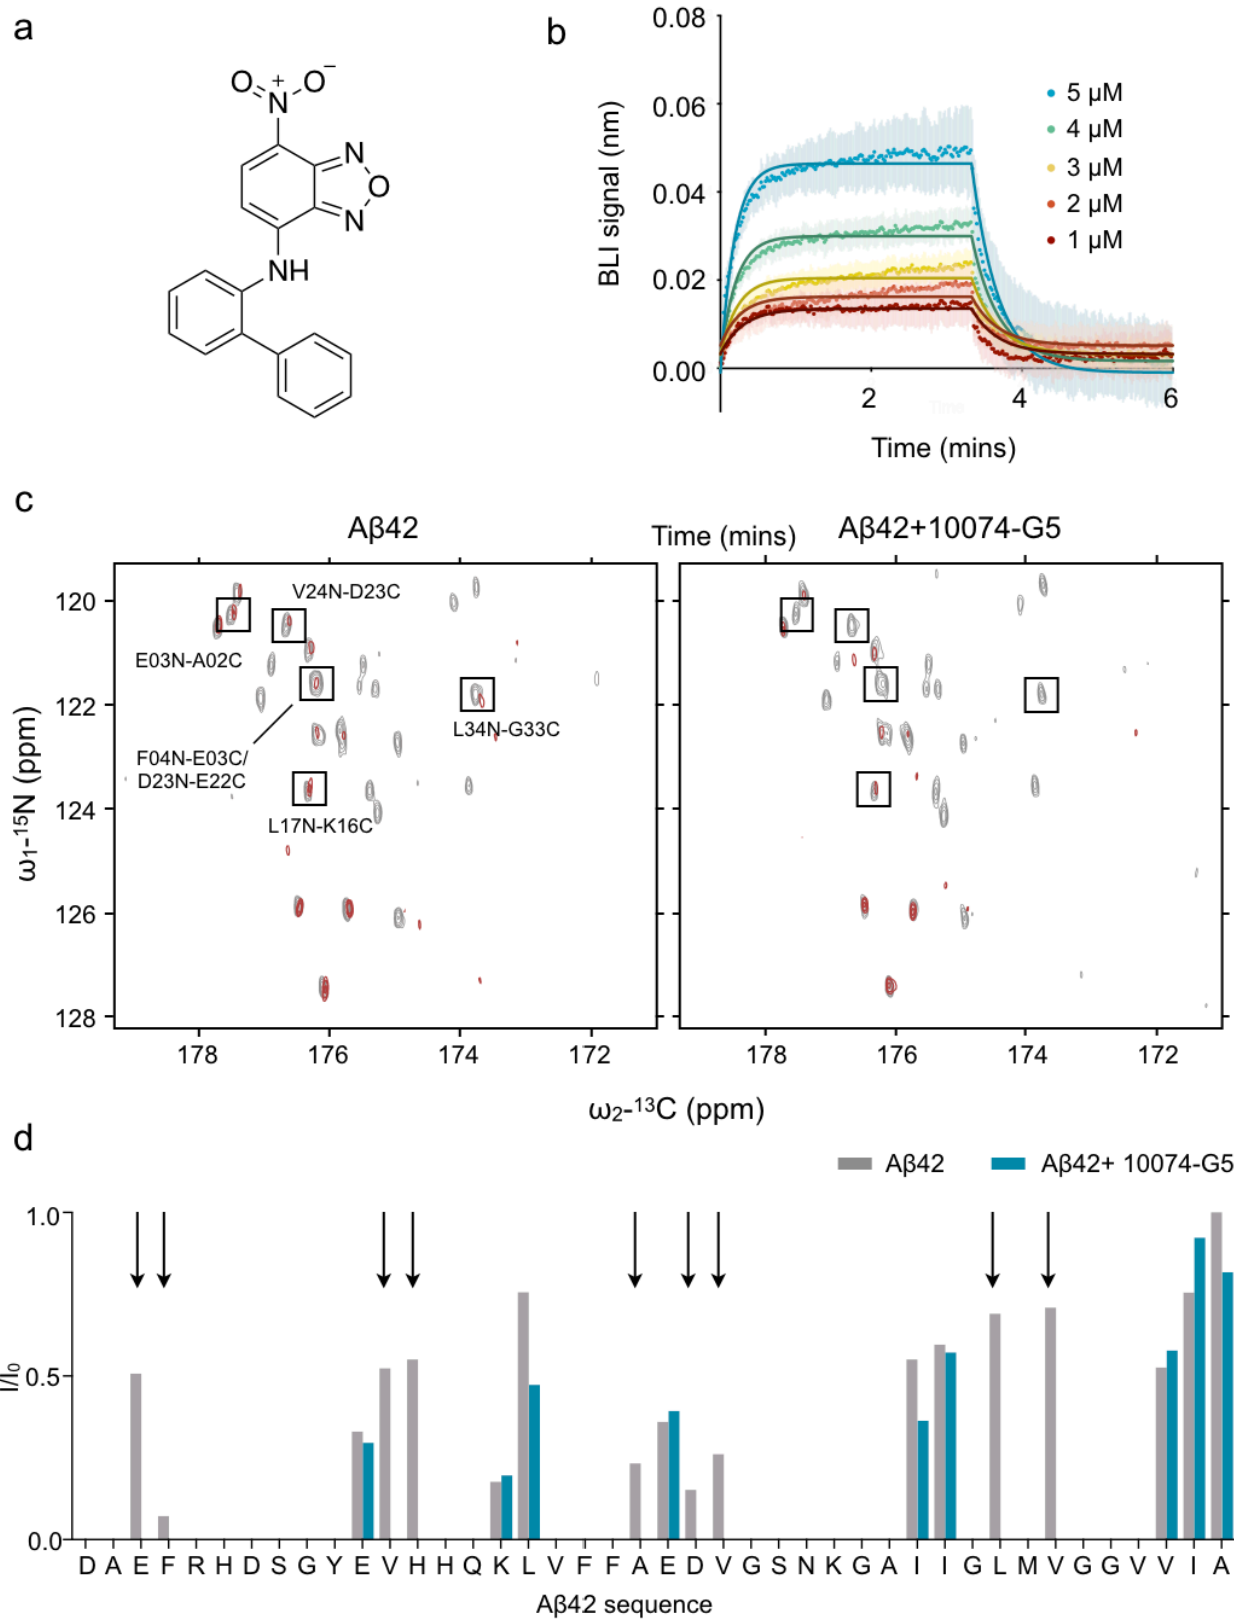 a
O
+
N
O−
N
O
N
NH
b
0.08
0.06
0.04
0.02
0.00
BLI signal (nm)
5 µM
4 µM
3 µM
2 µM
1 µM
2
4
6
Time
Time (mins)
c
Aβ42
Time (mins)
Aβ42+10074-G5
120
122
124
126
128
ω₁-¹⁵N (ppm)
V24N-D23C
E03N-A02C
L34N-G33C
F04N-E03C/
D23N-E22C
L17N-K16C
178
176
174
172
178
176
174
172
ω₂-¹³C (ppm)
d
Aβ42
Aβ42+ 10074-G5
1.0
0.5
0.0
I/I₀
D A E F R H D S G Y E V H H Q K L V F F A E D V G S N K G A I I G L M V G G V V I A
Aβ42 sequence